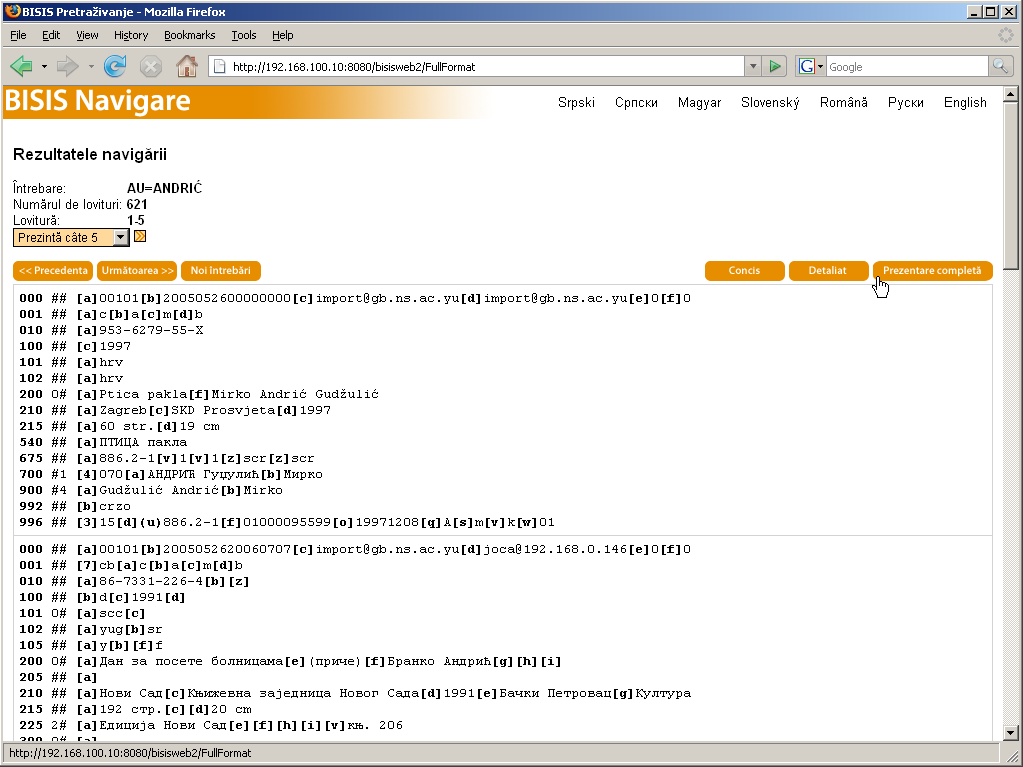 BISIS Pretraživanje - Mozilla Firefox
File Edit View History Bookmarks Tools Help
http://192.168.100.10:8080/bisisweb2/FullFormat
G Google
BISIS Navigare
Srpski Српски Magyar Slovenský Română Руски English
Rezultatele navigării
Întrebare: AU=ANDRIĆ
Numărul de lovituri: 621
Lovitură: 1-5
Prezintă câte 5
<< Precedenta Următoarea >> Noi întrebări Concis Detaliat Prezentare completă
000 ## [a]00101[b]2005052600000000[c]import@gb.ns.ac.yu[d]import@gb.ns.ac.yu[e]0[f]0
001 ## [a]c[b]a[c]m[d]b
010 ## [a]953-6279-55-X
100 ## [c]1997
101 ## [a]hrv
102 ## [a]hrv
200 0# [a]Ptica pakla[f]Mirko Andrić Gudžulić
210 ## [a]Zagreb[c]SKD Prosvjeta[d]1997
215 ## [a]60 str.[d]19 cm
540 ## [a]ПТИЦА пакла
675 ## [a]886.2-1[v]1[v]1[z]scr[z]scr
700 #1 [4]070[a]АНДРИЋ Гуџулић[b]Мирко
900 #4 [a]Gudžulić Andrić[b]Mirko
992 ## [b]crzo
996 ## [3]15[d](u)886.2-1[f]01000095599[o]19971208[q]A[s]m[v]k[w]01
000 ## [a]00101[b]2005052620060707[c]import@gb.ns.ac.yu[d]joca@192.168.0.146[e]0[f]0
001 ## [7]cb[a]c[b]a[c]m[d]b
010 ## [a]86-7331-226-4[b][z]
100 ## [b]d[c]1991[d]
101 0# [a]scc[c]
102 ## [a]yug[b]sr
105 ## [a]y[b][f]f
200 0# [a]Дан за посете болницама[e](приче)[f]Бранко Андрић[g][h][i]
205 ## [a]
210 ## [a]Нови Сад[c]Књижевна заједница Новог Сада[d]1991[e]Бачки Петровац[g]Култура
215 ## [a]192 стр.[c][d]20 cm
225 2# [a]Едиција Нови Сад[e][f][h][i][v]књ. 206
300 0# [a]
http://192.168.100.10:8080/bisisweb2/FullFormat